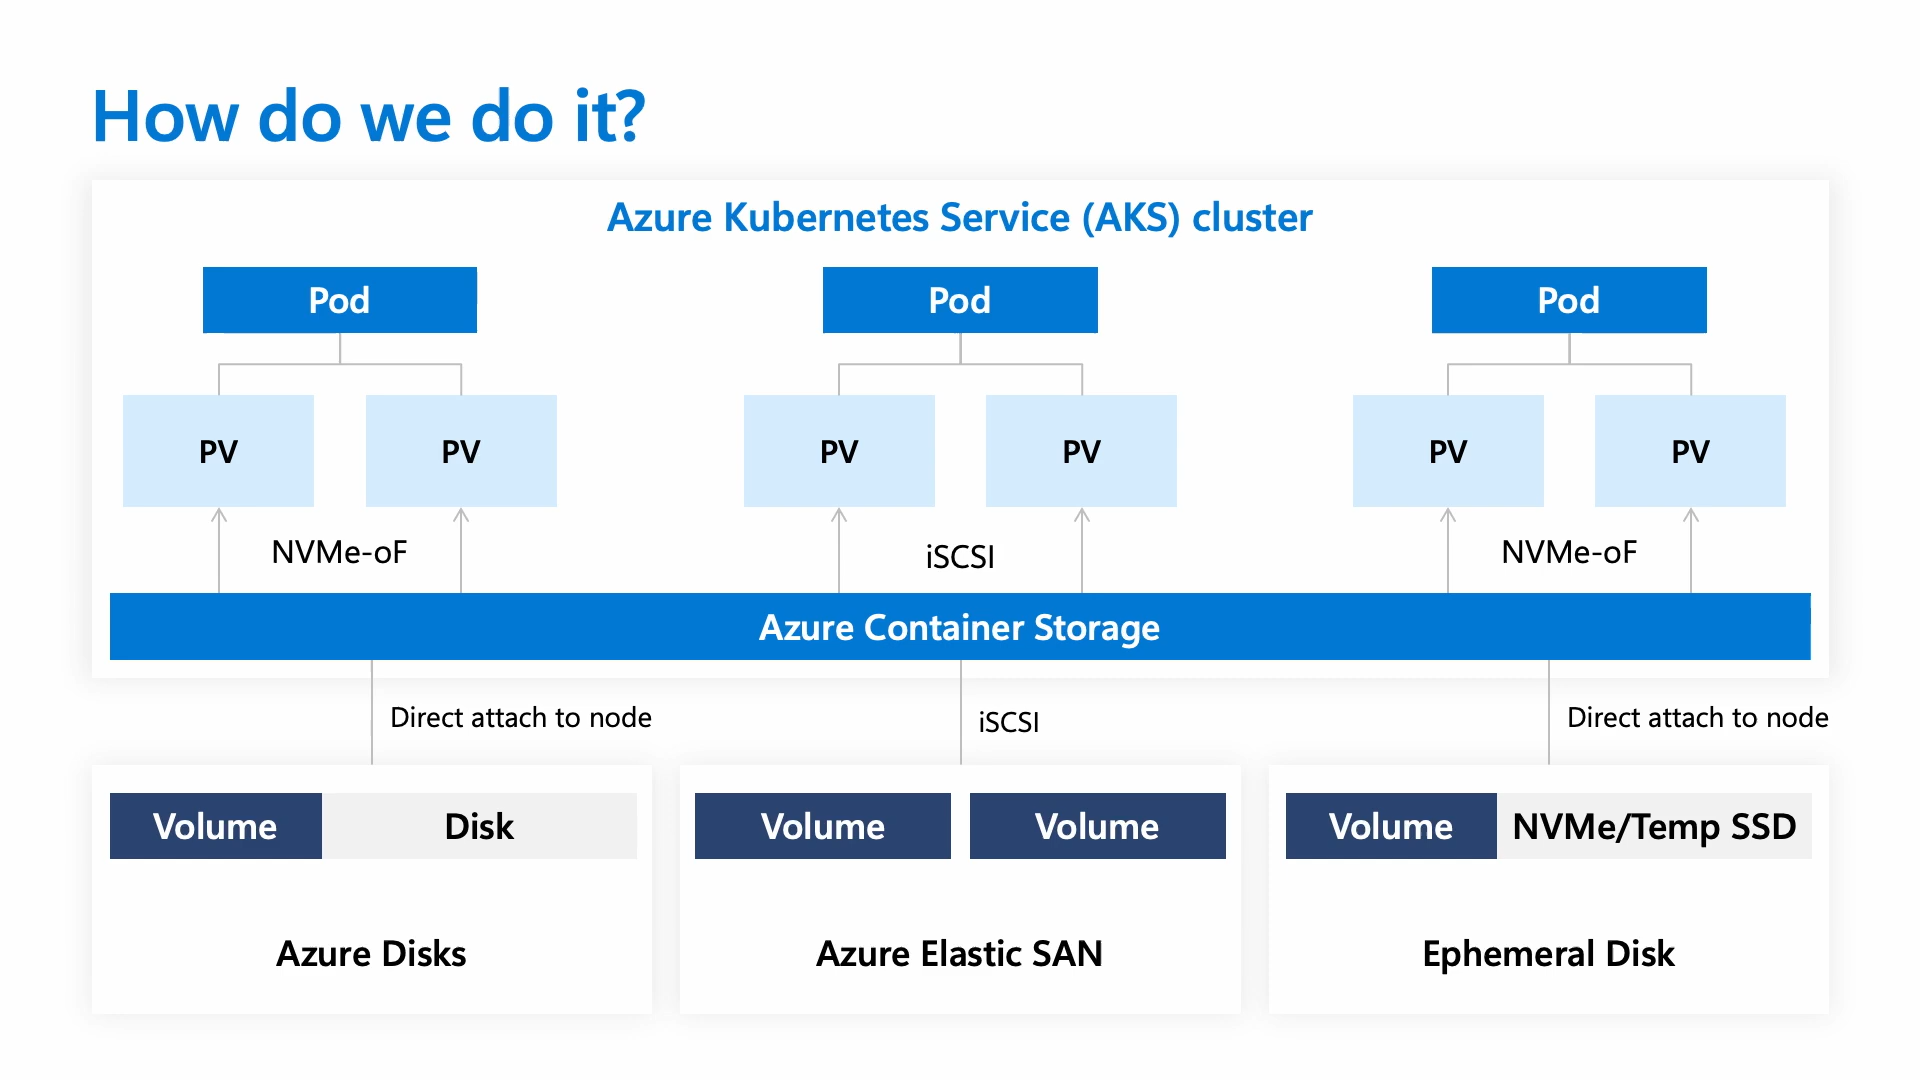 How do we do it?
Azure Kubernetes Service (AKS) cluster
Pod
Pod
Pod
PV
PV
PV
PV
PV
PV
NVMe-oF
iSCSI
NVMe-oF
Azure Container Storage
Direct attach to node
iSCSI
Direct attach to node
Volume
Disk
Volume
Volume
Volume
NVMe/Temp SSD
Azure Disks
Azure Elastic SAN
Ephemeral Disk